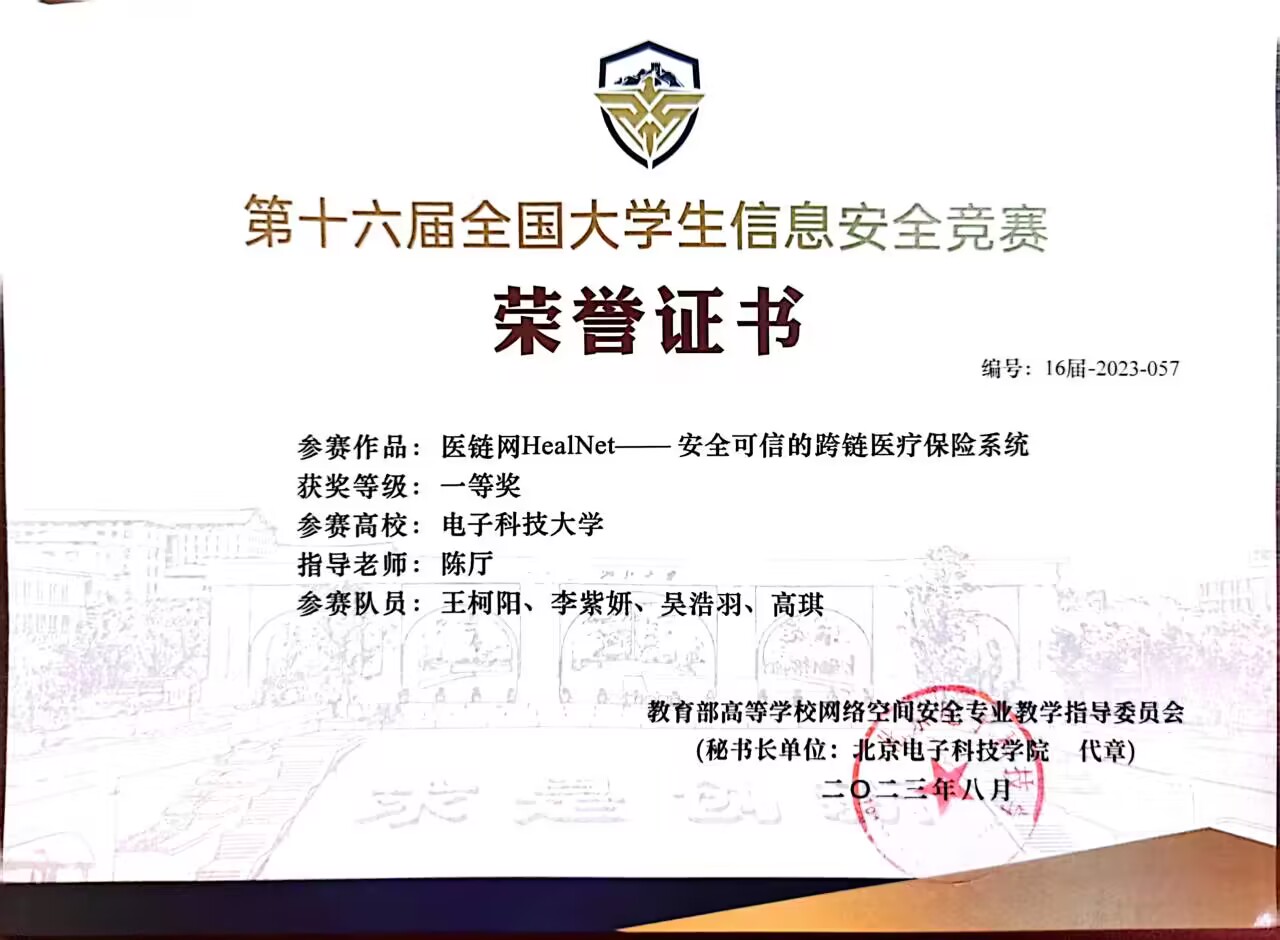 第十六届全国大学生信息安全竞赛
荣誉证书
编号：16届-2023-057
参赛作品：医链网HealNet——安全可信的跨链医疗保险系统
获奖等级：一等奖
参赛高校：电子科技大学
指导老师：陈厅
参赛队员：王柯阳、李紫妍、吴浩羽、高琪
教育部高等学校网络空间安全专业教学指导委员会
(秘书长单位：北京电子科技学院 代章)
二〇二三年八月
求是创